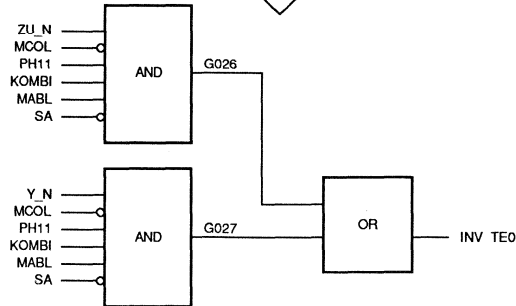 ZU_N
MCOL
PH11
KOMBI
MABL
SA
AND
G026
Y_N
MCOL
PH11
KOMBI
MABL
SA
AND
G027
OR
INV TE0